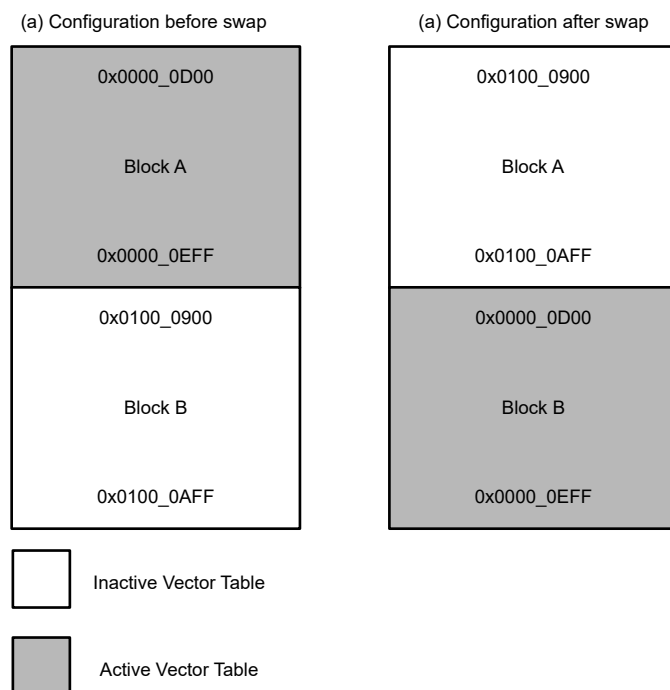 (a) Configuration before swap
0x0000_0D00
Block A
0x0000_0EFF
0x0100_0900
Block B
0x0100_0AFF
(a) Configuration after swap
0x0100_0900
Block A
0x0100_0AFF
0x0000_0D00
Block B
0x0000_0EFF
Inactive Vector Table
Active Vector Table